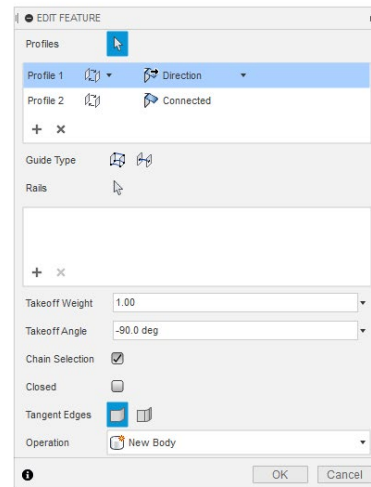 EDIT FEATURE
Profiles
Profile 1 Direction
Profile 2 Connected
Guide Type
Rails
Takeoff Weight 1.00
Takeoff Angle -90.0 deg
Chain Selection
Closed
Tangent Edges
Operation New Body
OK Cancel